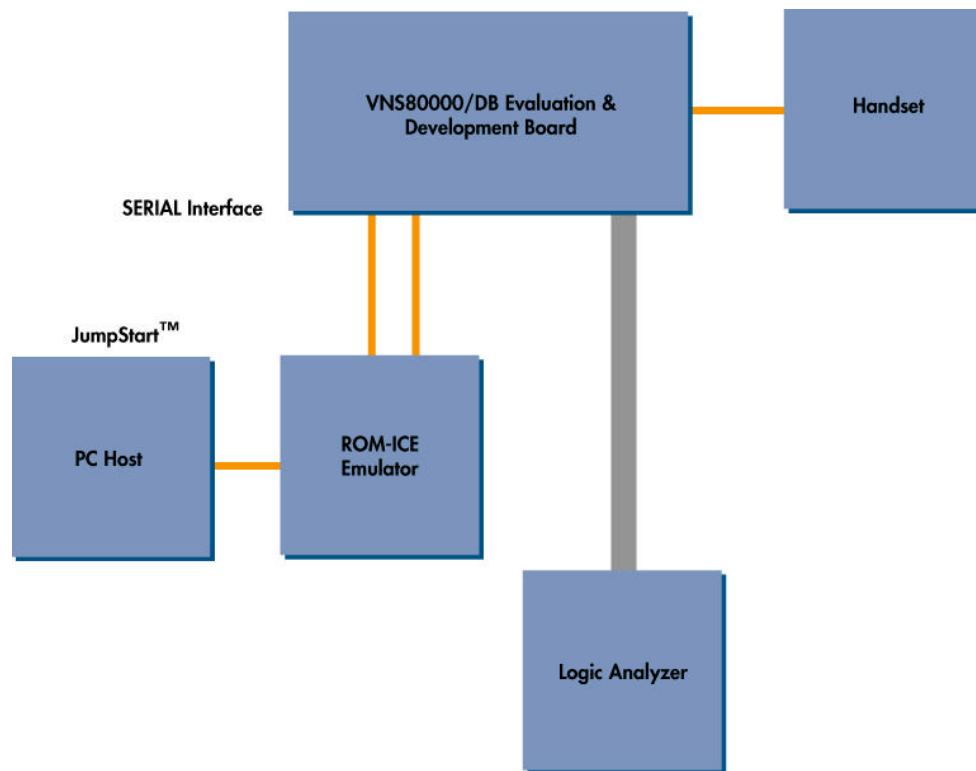 VNS80000/DB Evaluation &
Development Board
Handset
SERIAL Interface
JumpStart™
PC Host
ROM-ICE
Emulator
Logic Analyzer